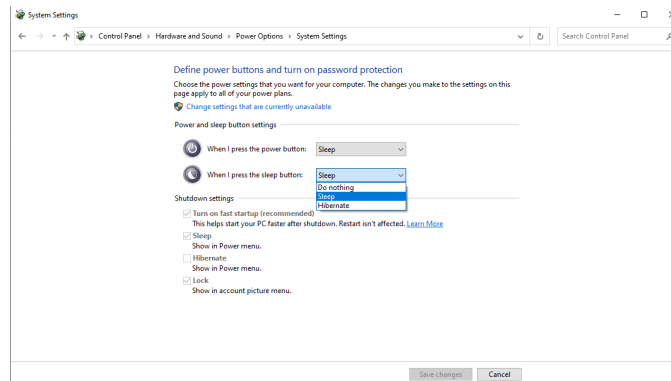 System Settings
Control Panel > Hardware and Sound > Power Options > System Settings
Search Control Panel
Define power buttons and turn on password protection
Choose the power settings that you want for your computer. The changes you make to the settings on this
page apply to all of your power plans.
Change settings that are currently unavailable
Power and sleep button settings
When I press the power button: Sleep
When I press the sleep button: Sleep
Do nothing
Sleep
Hibernate
Shutdown settings
Turn on fast startup (recommended)
This helps start your PC faster after shutdown. Restart isn't affected. Learn More
Sleep
Show in Power menu.
Hibernate
Show in Power menu.
Lock
Show in account picture menu.
Save changes Cancel